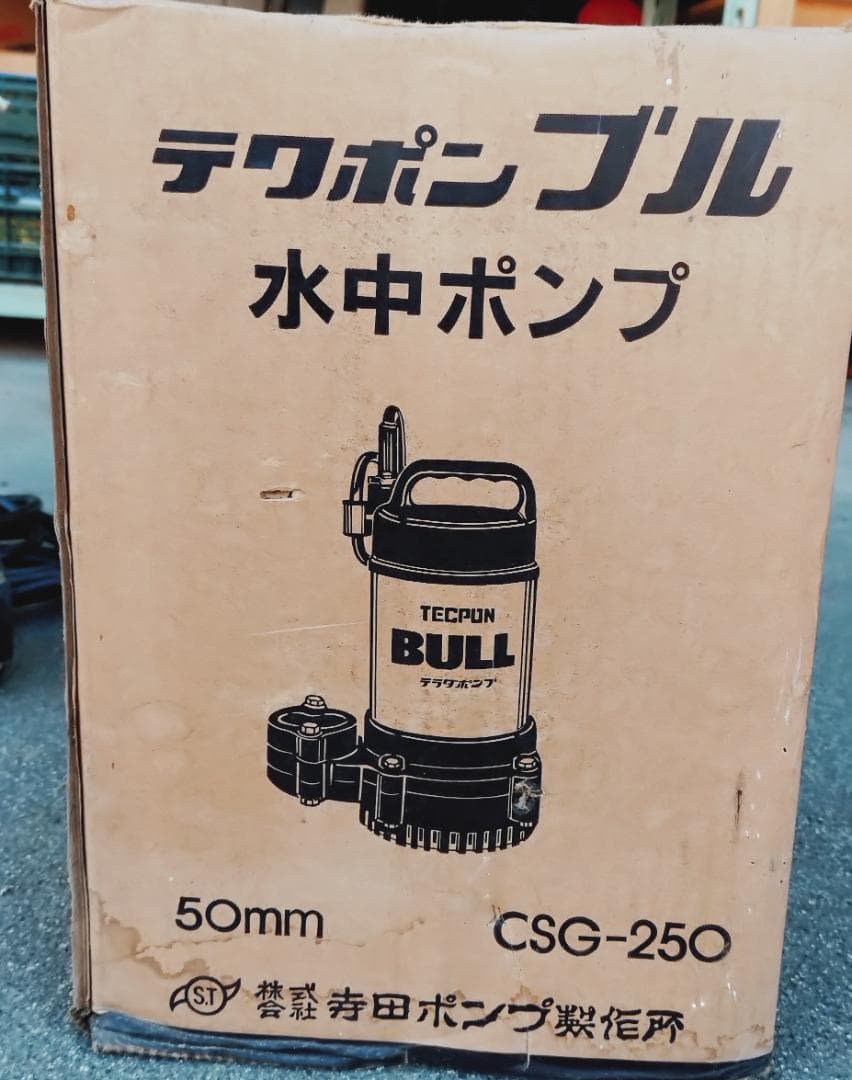 テクポンブル
水中ポンプ
TECPON
BULL
テラダポンプ
50mm
CSG-250
S.T 株式会社 寺田ポンプ製作所